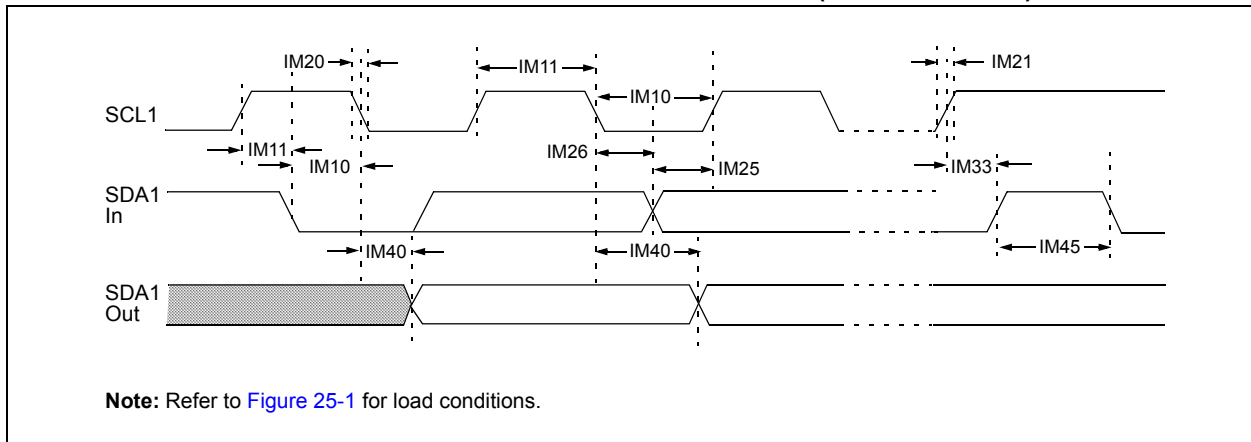 IM20
IM11
IM21
SCL1
IM10
IM11
IM10
IM26
IM25
IM33
SDA1
In
IM40
IM40
IM45
SDA1
Out
Note: Refer to Figure 25-1 for load conditions.